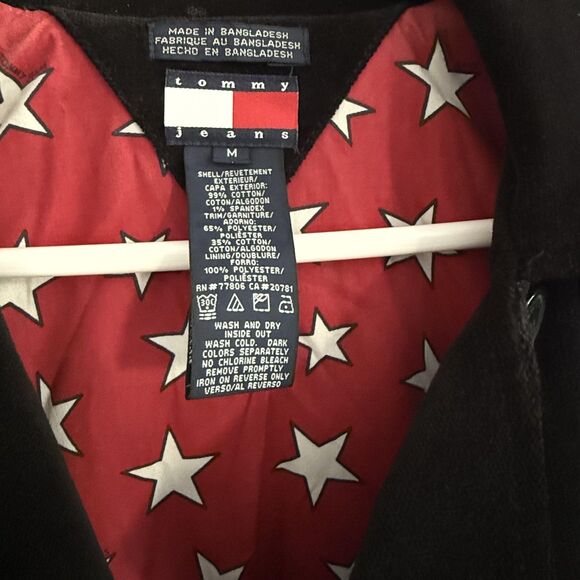 MADE IN BANGLADESH
FABRIQUE AU BANGLADESH
HECHO EN BANGLADESH
tommy
jeans
M
SHELL/REVETEMENT
EXTERIEUR/
CAPA EXTERIOR:
99% COTTON/
COTON/ALGODON
1% SPANDEX
TRIM/GARNITURE/
ADORNO:
65% POLYESTER/
POLIÉSTER
35% COTTON/
COTON/ALGODON
LINING/DOUBLURE/
FORRO:
100% POLYESTER/
POLIÉSTER
RN #77806 CA #20781
30C
WASH AND DRY
INSIDE OUT
WASH COLD. DARK
COLORS SEPARATELY
NO CHLORINE BLEACH
REMOVE PROMPTLY
IRON ON REVERSE ONLY
VERSO/AL REVERSO